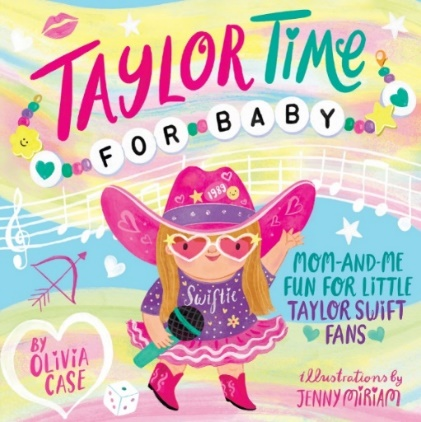 TAYLOR TIME
FOR BABY
1989
Swiftie
MOM-AND-ME
FUN FOR LITTLE
TAYLOR SWIFT
FANS
BY
OLIVIA
CASE
illustrations by
JENNY MIRIAM